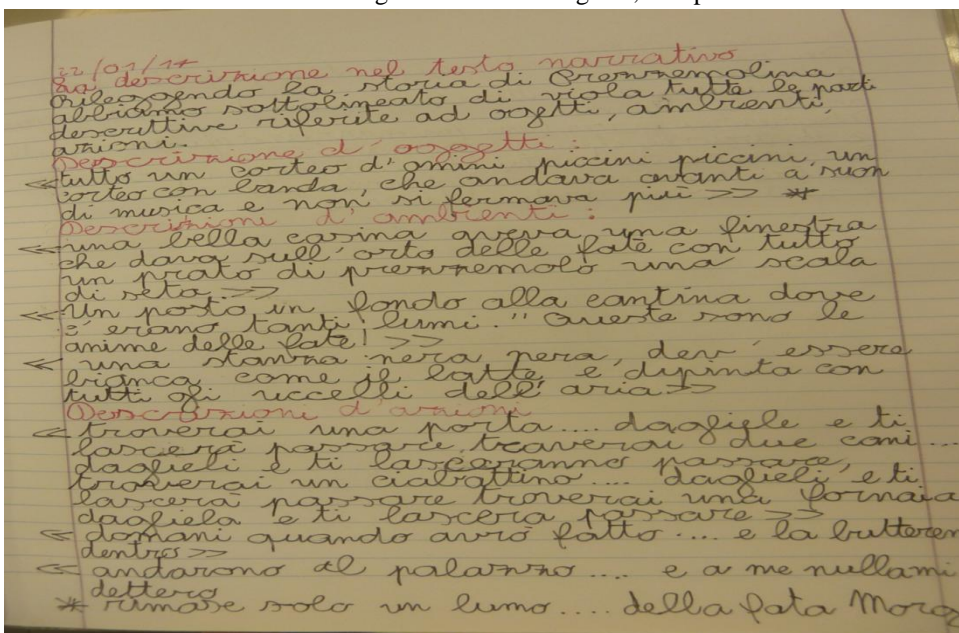 22/01/17
La descrizione nel testo narrativo
Rileggendo la storia di Prezzemolina
abbiamo sottolineato di viola tutte le parti
descrittive riferite ad oggetti, ambienti,
azioni.
Descrizione d'oggetti:
<<tutto un corteo d'omini piccini piccini, un
corteo con banda, che andava avanti a suon
di musica e non si fermava più >> *
Descrizioni d'ambienti:
<<una bella casina aveva una finestra
che dava sull'orto delle fate con tutto
un prato di prezzemolo una scala
di seta.>>
<<Un posto in fondo alla cantina dove
c'erano tanti lumi." Queste sono le
anime delle fate! >>
<< una stanza nera nera, dev'essere
bianca come il latte e dipinta con
tutti gli uccelli dell'aria>>
Descrizioni d'azioni
<< troverai una porta.... dagliele e ti
lascerà passare, troverai due cani....
daglieli e ti lasceranno passare,
troverai un ciabattino.... daglieli e ti
lascerà passare troverai una fornaia
dagliela e ti lascerà passare >>
<< domani quando avrò fatto.... e la butterem
dentro>>
<< andarono al palazzo.... e a me nulla mi
dettero
* rimase solo un lumo.... della fata Morg